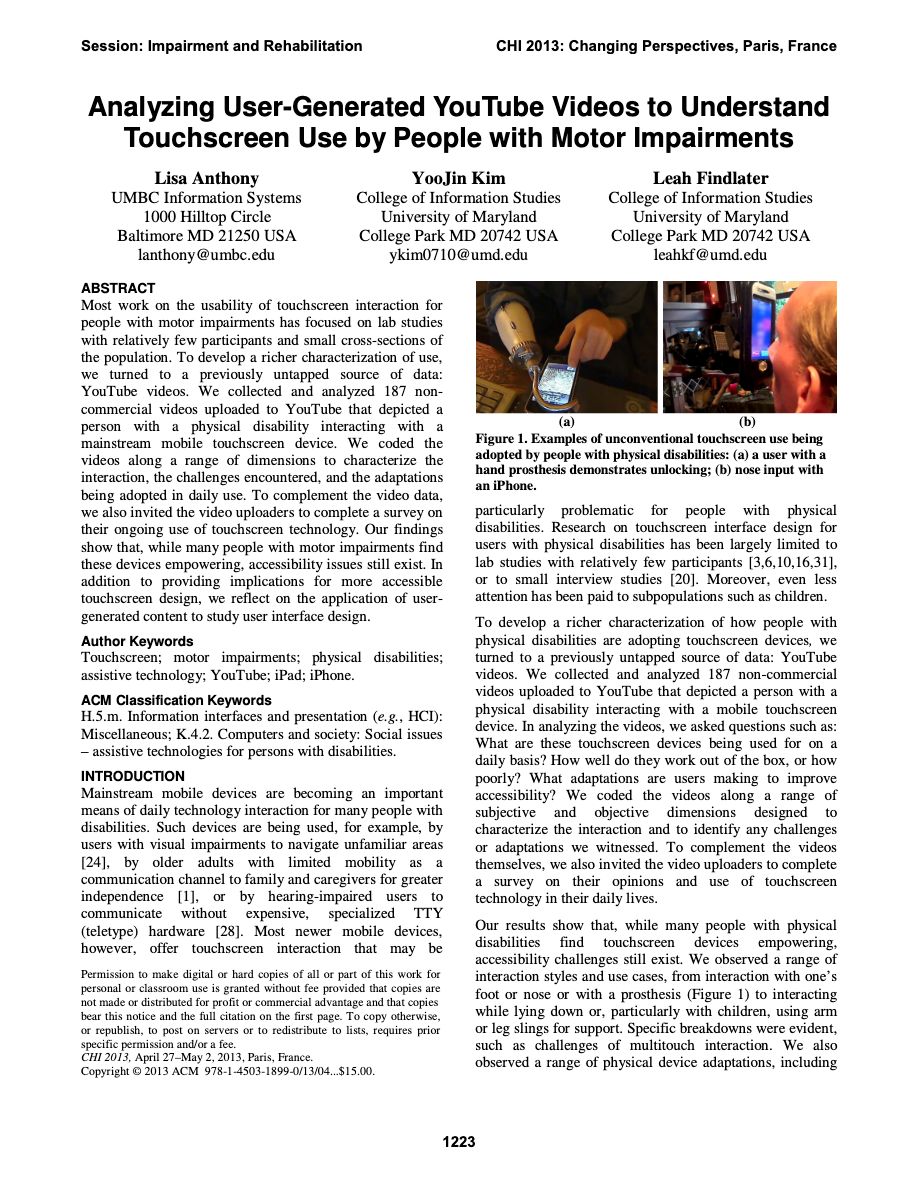 Session: Impairment and Rehabilitation
CHI 2013: Changing Perspectives, Paris, France
Analyzing User-Generated YouTube Videos to Understand
Touchscreen Use by People with Motor Impairments
Lisa Anthony
UMBC Information Systems
1000 Hilltop Circle
Baltimore MD 21250 USA
lanthony@umbc.edu
YooJin Kim
College of Information Studies
University of Maryland
College Park MD 20742 USA
ykim0710@umd.edu
Leah Findlater
College of Information Studies
University of Maryland
College Park MD 20742 USA
leahkf@umd.edu
ABSTRACT
Most work on the usability of touchscreen interaction for
people with motor impairments has focused on lab studies
with relatively few participants and small cross-sections of
the population. To develop a richer characterization of use,
we turned to a previously untapped source of data:
YouTube videos. We collected and analyzed 187 non-
commercial videos uploaded to YouTube that depicted a
person with a physical disability interacting with a
mainstream mobile touchscreen device. We coded the
videos along a range of dimensions to characterize the
interaction, the challenges encountered, and the adaptations
being adopted in daily use. To complement the video data,
we also invited the video uploaders to complete a survey on
their ongoing use of touchscreen technology. Our findings
show that, while many people with motor impairments find
these devices empowering, accessibility issues still exist. In
addition to providing implications for more accessible
touchscreen design, we reflect on the application of user-
generated content to study user interface design.
Author Keywords
Touchscreen; motor impairments; physical disabilities;
assistive technology; YouTube; iPad; iPhone.
ACM Classification Keywords
H.5.m. Information interfaces and presentation (e.g., HCI):
Miscellaneous; K.4.2. Computers and society: Social issues
– assistive technologies for persons with disabilities.
INTRODUCTION
Mainstream mobile devices are becoming an important
means of daily technology interaction for many people with
disabilities. Such devices are being used, for example, by
users with visual impairments to navigate unfamiliar areas
[24], by older adults with limited mobility as a
communication channel to family and caregivers for greater
independence [1], or by hearing-impaired users to
communicate without expensive, specialized TTY
(teletype) hardware [28]. Most newer mobile devices,
however, offer touchscreen interaction that may be
Permission to make digital or hard copies of all or part of this work for
personal or classroom use is granted without fee provided that copies are
not made or distributed for profit or commercial advantage and that copies
bear this notice and the full citation on the first page. To copy otherwise,
or republish, to post on servers or to redistribute to lists, requires prior
specific permission and/or a fee.
CHI 2013, April 27–May 2, 2013, Paris, France.
Copyright © 2013 ACM 978-1-4503-1899-0/13/04...$15.00.
(a)
(b)
Figure 1. Examples of unconventional touchscreen use being
adopted by people with physical disabilities: (a) a user with a
hand prosthesis demonstrates unlocking; (b) nose input with
an iPhone.
particularly problematic for people with physical
disabilities. Research on touchscreen interface design for
users with physical disabilities has been largely limited to
lab studies with relatively few participants [3,6,10,16,31],
or to small interview studies [20]. Moreover, even less
attention has been paid to subpopulations such as children.
To develop a richer characterization of how people with
physical disabilities are adopting touchscreen devices, we
turned to a previously untapped source of data: YouTube
videos. We collected and analyzed 187 non-commercial
videos uploaded to YouTube that depicted a person with a
physical disability interacting with a mobile touchscreen
device. In analyzing the videos, we asked questions such as:
What are these touchscreen devices being used for on a
daily basis? How well do they work out of the box, or how
poorly? What adaptations are users making to improve
accessibility? We coded the videos along a range of
subjective and objective dimensions designed to
characterize the interaction and to identify any challenges
or adaptations we witnessed. To complement the videos
themselves, we also invited the video uploaders to complete
a survey on their opinions and use of touchscreen
technology in their daily lives.
Our results show that, while many people with physical
disabilities find touchscreen devices empowering,
accessibility challenges still exist. We observed a range of
interaction styles and use cases, from interaction with one’s
foot or nose or with a prosthesis (Figure 1) to interacting
while lying down or, particularly with children, using arm
or leg slings for support. Specific breakdowns were evident,
such as challenges of multitouch interaction. We also
observed a range of physical device adaptations, including
1223